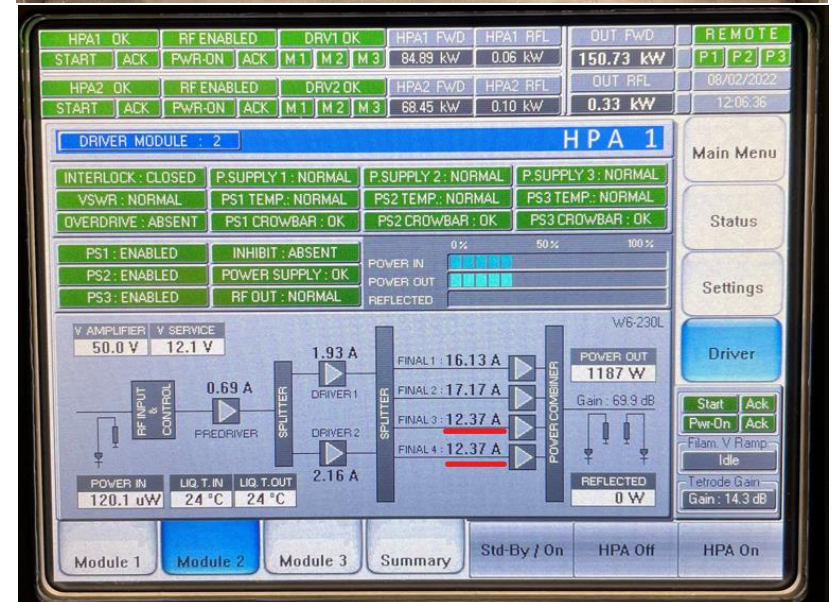 HPA1 OK RF ENABLED DRV1 OK HPA1 FWD HPA1 RFL OUT FWD REMOTE
START ACK PWR-ON ACK M1 M2 M3 84.89 kW 0.06 kW 150.73 kW P1 P2 P3
HPA2 OK RF ENABLED DRV2 OK HPA2 FWD HPA2 RFL OUT RFL 08/02/2022
START ACK PWR-ON ACK M1 M2 M3 68.45 kW 0.10 kW 0.33 kW 12:06:36
DRIVER MODULE : 2 HPA 1
Main Menu
INTERLOCK : CLOSED P.SUPPLY 1 : NORMAL P.SUPPLY 2 : NORMAL P.SUPPLY 3 : NORMAL
VSWR : NORMAL PS1 TEMP.: NORMAL PS2 TEMP.: NORMAL PS3 TEMP.: NORMAL
OVERDRIVE : ABSENT PS1 CROWBAR : OK PS2 CROWBAR : OK PS3 CROWBAR : OK
Status
PS1 : ENABLED INHIBIT : ABSENT 0% 50% 100%
PS2 : ENABLED POWER SUPPLY : OK POWER IN
PS3 : ENABLED RF OUT : NORMAL POWER OUT
REFLECTED
Settings
W6-230L
V AMPLIFIER V SERVICE
50.0 V 12.1 V
RF INPUT & CONTROL
0.69 A
PREDRIVER
SPLITTER
1.93 A
DRIVER 1
DRIVER 2
2.16 A
SPLITTER
FINAL 1 : 16.13 A
FINAL 2 : 17.17 A
FINAL 3 : 12.37 A
FINAL 4 : 12.37 A
POWER COMBINER
POWER OUT
1187 W
Gain : 69.9 dB
REFLECTED
0 W
POWER IN LIQ. T.IN LIQ. T.OUT
120.1 uW 24 °C 24 °C
Driver
Start Ack
Pwr-On Ack
Filam. V Ramp
Idle
Tetrode Gain
Gain : 14.3 dB
Module 1 Module 2 Module 3 Summary Std-By / On HPA Off HPA On